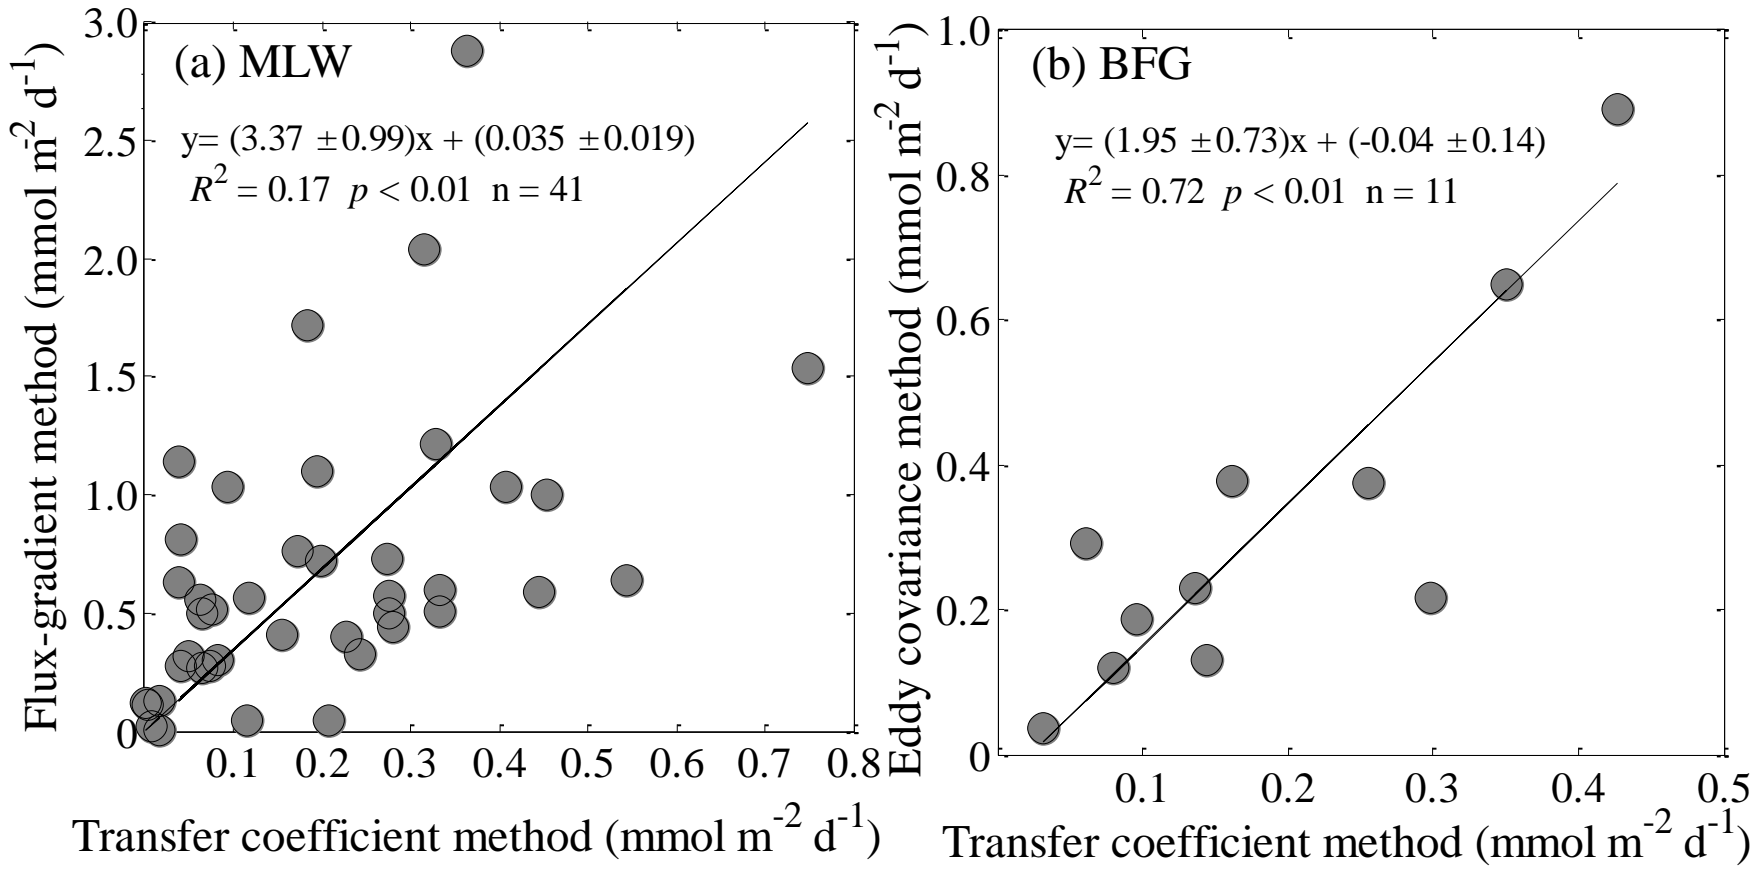 (a) MLW
y= (3.37 ±0.99)x + (0.035 ±0.019)
R² = 0.17 p < 0.01 n = 41
Flux-gradient method (mmol m⁻² d⁻¹)
3.0
2.5
2.0
1.5
1.0
0.5
0
0.1 0.2 0.3 0.4 0.5 0.6 0.7 0.8
Transfer coefficient method (mmol m⁻² d⁻¹)
(b) BFG
y= (1.95 ±0.73)x + (-0.04 ±0.14)
R² = 0.72 p < 0.01 n = 11
Eddy covariance method (mmol m⁻² d⁻¹)
1.0
0.8
0.6
0.4
0.2
0
0.1 0.2 0.3 0.4 0.5
Transfer coefficient method (mmol m⁻² d⁻¹)